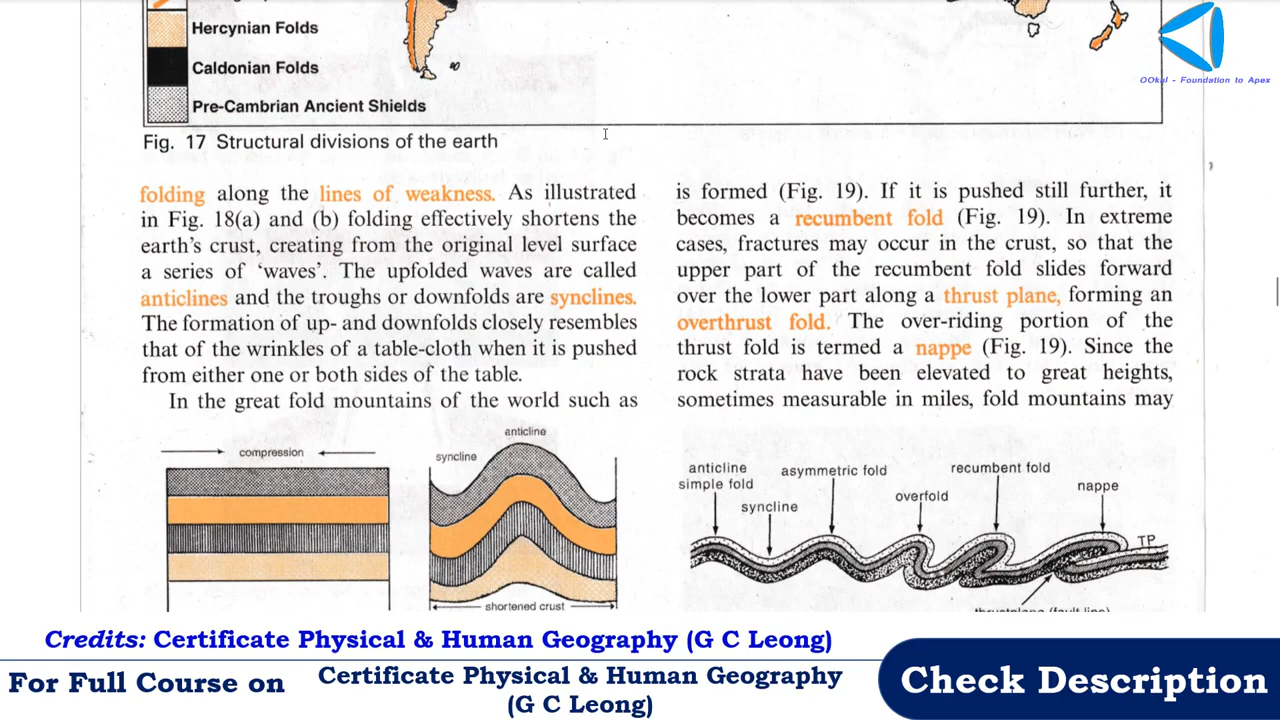 Hercynian Folds
Caldonian Folds
Pre-Cambrian Ancient Shields
OOkul - Foundation to Apex
Fig. 17 Structural divisions of the earth
folding along the lines of weakness. As illustrated
in Fig. 18(a) and (b) folding effectively shortens the
earth's crust, creating from the original level surface
a series of 'waves'. The upfolded waves are called
anticlines and the troughs or downfolds are synclines.
The formation of up- and downfolds closely resembles
that of the wrinkles of a table-cloth when it is pushed
from either one or both sides of the table.
In the great fold mountains of the world such as
is formed (Fig. 19). If it is pushed still further, it
becomes a recumbent fold (Fig. 19). In extreme
cases, fractures may occur in the crust, so that the
upper part of the recumbent fold slides forward
over the lower part along a thrust plane, forming an
overthrust fold. The over-riding portion of the
thrust fold is termed a nappe (Fig. 19). Since the
rock strata have been elevated to great heights,
sometimes measurable in miles, fold mountains may
compression
anticline
syncline
shortened crust
anticline
simple fold
syncline
asymmetric fold
overfold
recumbent fold
nappe
TP
thrustplane (fault line)
Credits: Certificate Physical & Human Geography (G C Leong)
For Full Course on
Certificate Physical & Human Geography
(G C Leong)
Check Description